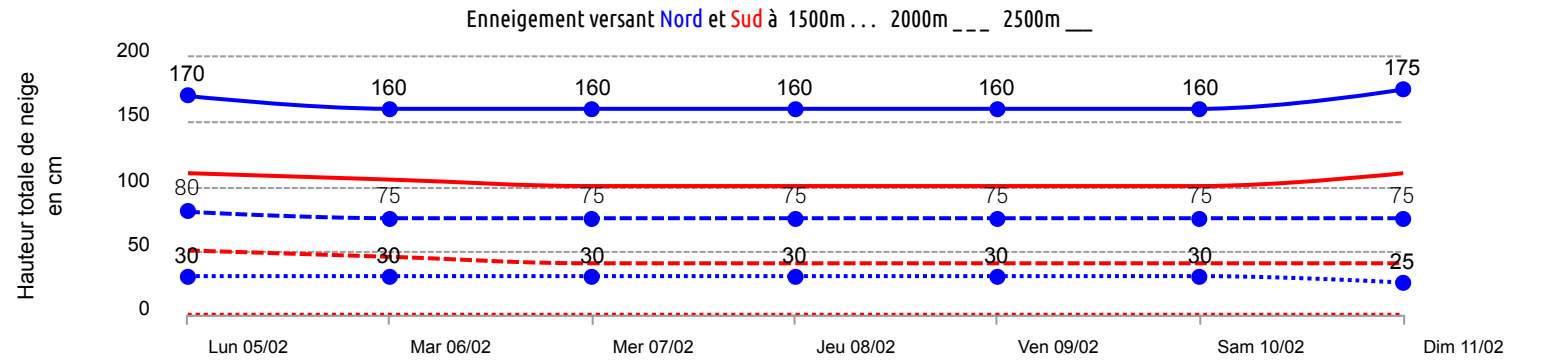 Enneigement versant Nord et Sud à 1500m . . . 2000m _ _ _ 2500m __
Hauteur totale de neige
en cm
200
150
100
50
0
170 160 160 160 160 160 175
80 75 75 75 75 75 75
30 30 30 30 30 30 25
Lun 05/02 Mar 06/02 Mer 07/02 Jeu 08/02 Ven 09/02 Sam 10/02 Dim 11/02